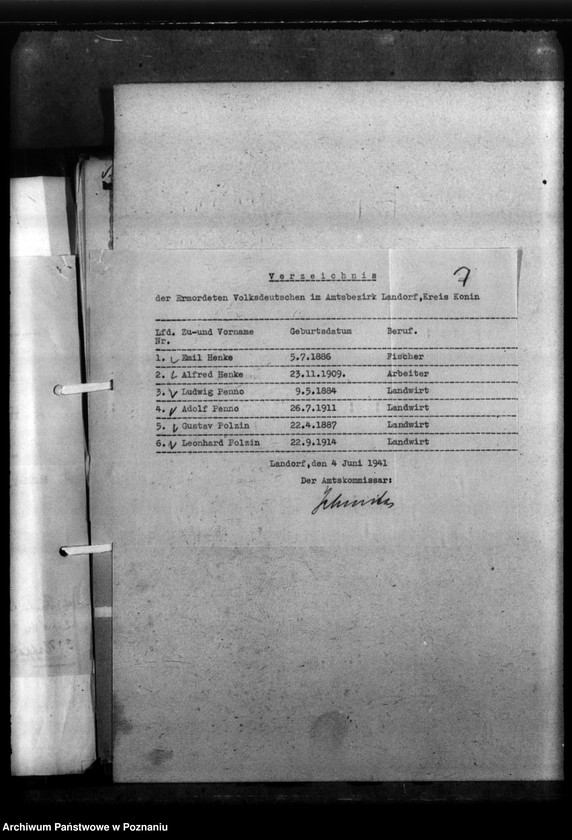 7
Verzeichnis
der Ermordeten Volksdeutschen im Amtsbezirk Landorf,Kreis Konin
Lfd. Zu-und Vorname Geburtsdatum Beruf.
Nr.
1. Emil Henke 5.7.1886 Fischer
2. Alfred Henke 23.11.1909. Arbeiter
3. Ludwig Penno 9.5.1884 Landwirt
4. Adolf Penno 26.7.1911 Landwirt
5. Gustav Polzin 22.4.1887 Landwirt
6. Leonhard Polzin 22.9.1914 Landwirt
Landorf,den 4 Juni 1941
Der Amtskommissar:
Archiwum Państwowe w Poznaniu